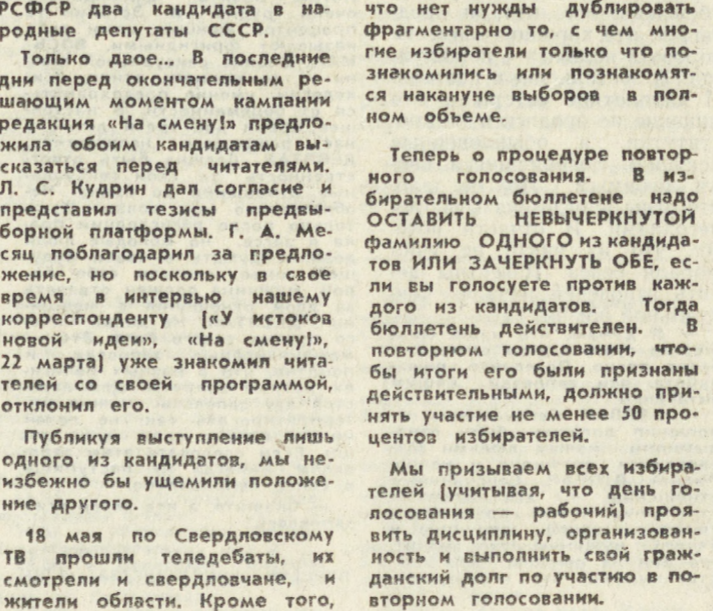 РСФСР два кандидата в на-
родные депутаты СССР.
Только двое... В последние
дни перед окончательным ре-
шающим моментом кампании
редакция «На смену!» предло-
жила обоим кандидатам вы-
сказаться перед читателями.
Л. С. Кудрин дал согласие и
представил тезисы предвы-
борной платформы. Г. А. Ме-
сяц поблагодарил за предло-
жение, но поскольку в свое
время в интервью нашему
корреспонденту («У истоков
новой идеи», «На смену!»,
22 марта) уже знакомил чита-
телей со своей программой,
отклонил его.
Публикуя выступление лишь
одного из кандидатов, мы не-
избежно бы ущемили положе-
ние другого.
18 мая по Свердловскому
ТВ прошли теледебаты, их
смотрели и свердловчане, и
жители области. Кроме того,
что нет нужды дублировать
фрагментарно то, с чем мно-
гие избиратели только что по-
знакомились или познакомят-
ся накануне выборов в пол-
ном объеме.
Теперь о процедуре повтор-
ного голосования. В из-
бирательном бюллетене надо
ОСТАВИТЬ НЕВЫЧЕРКНУТОЙ
фамилию ОДНОГО из кандида-
тов ИЛИ ЗАЧЕРКНУТЬ ОБЕ, ес-
ли вы голосуете против каж-
дого из кандидатов. Тогда
бюллетень действителен. В
повторном голосовании, что-
бы итоги его были признаны
действительными, должно при-
нять участие не менее 50 про-
центов избирателей.
Мы призываем всех избира-
телей (учитывая, что день го-
лосования — рабочий) проя-
вить дисциплину, организован-
ность и выполнить свой граж-
данский долг по участию в по-
вторном голосовании.